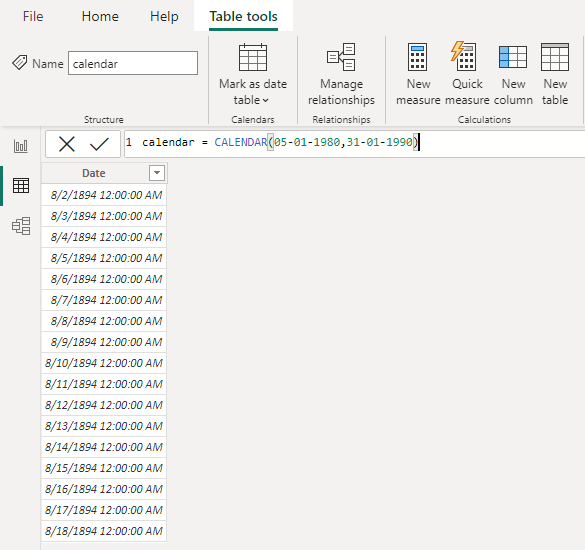 File Home Help Table tools
Name calendar
Mark as date
table
Manage
relationships
New
measure
Quick
measure
New
column
New
table
Structure Calendars Relationships Calculations
1 calendar = CALENDAR(05-01-1980,31-01-1990)
Date
8/2/1894 12:00:00 AM
8/3/1894 12:00:00 AM
8/4/1894 12:00:00 AM
8/5/1894 12:00:00 AM
8/6/1894 12:00:00 AM
8/7/1894 12:00:00 AM
8/8/1894 12:00:00 AM
8/9/1894 12:00:00 AM
8/10/1894 12:00:00 AM
8/11/1894 12:00:00 AM
8/12/1894 12:00:00 AM
8/13/1894 12:00:00 AM
8/14/1894 12:00:00 AM
8/15/1894 12:00:00 AM
8/16/1894 12:00:00 AM
8/17/1894 12:00:00 AM
8/18/1894 12:00:00 AM